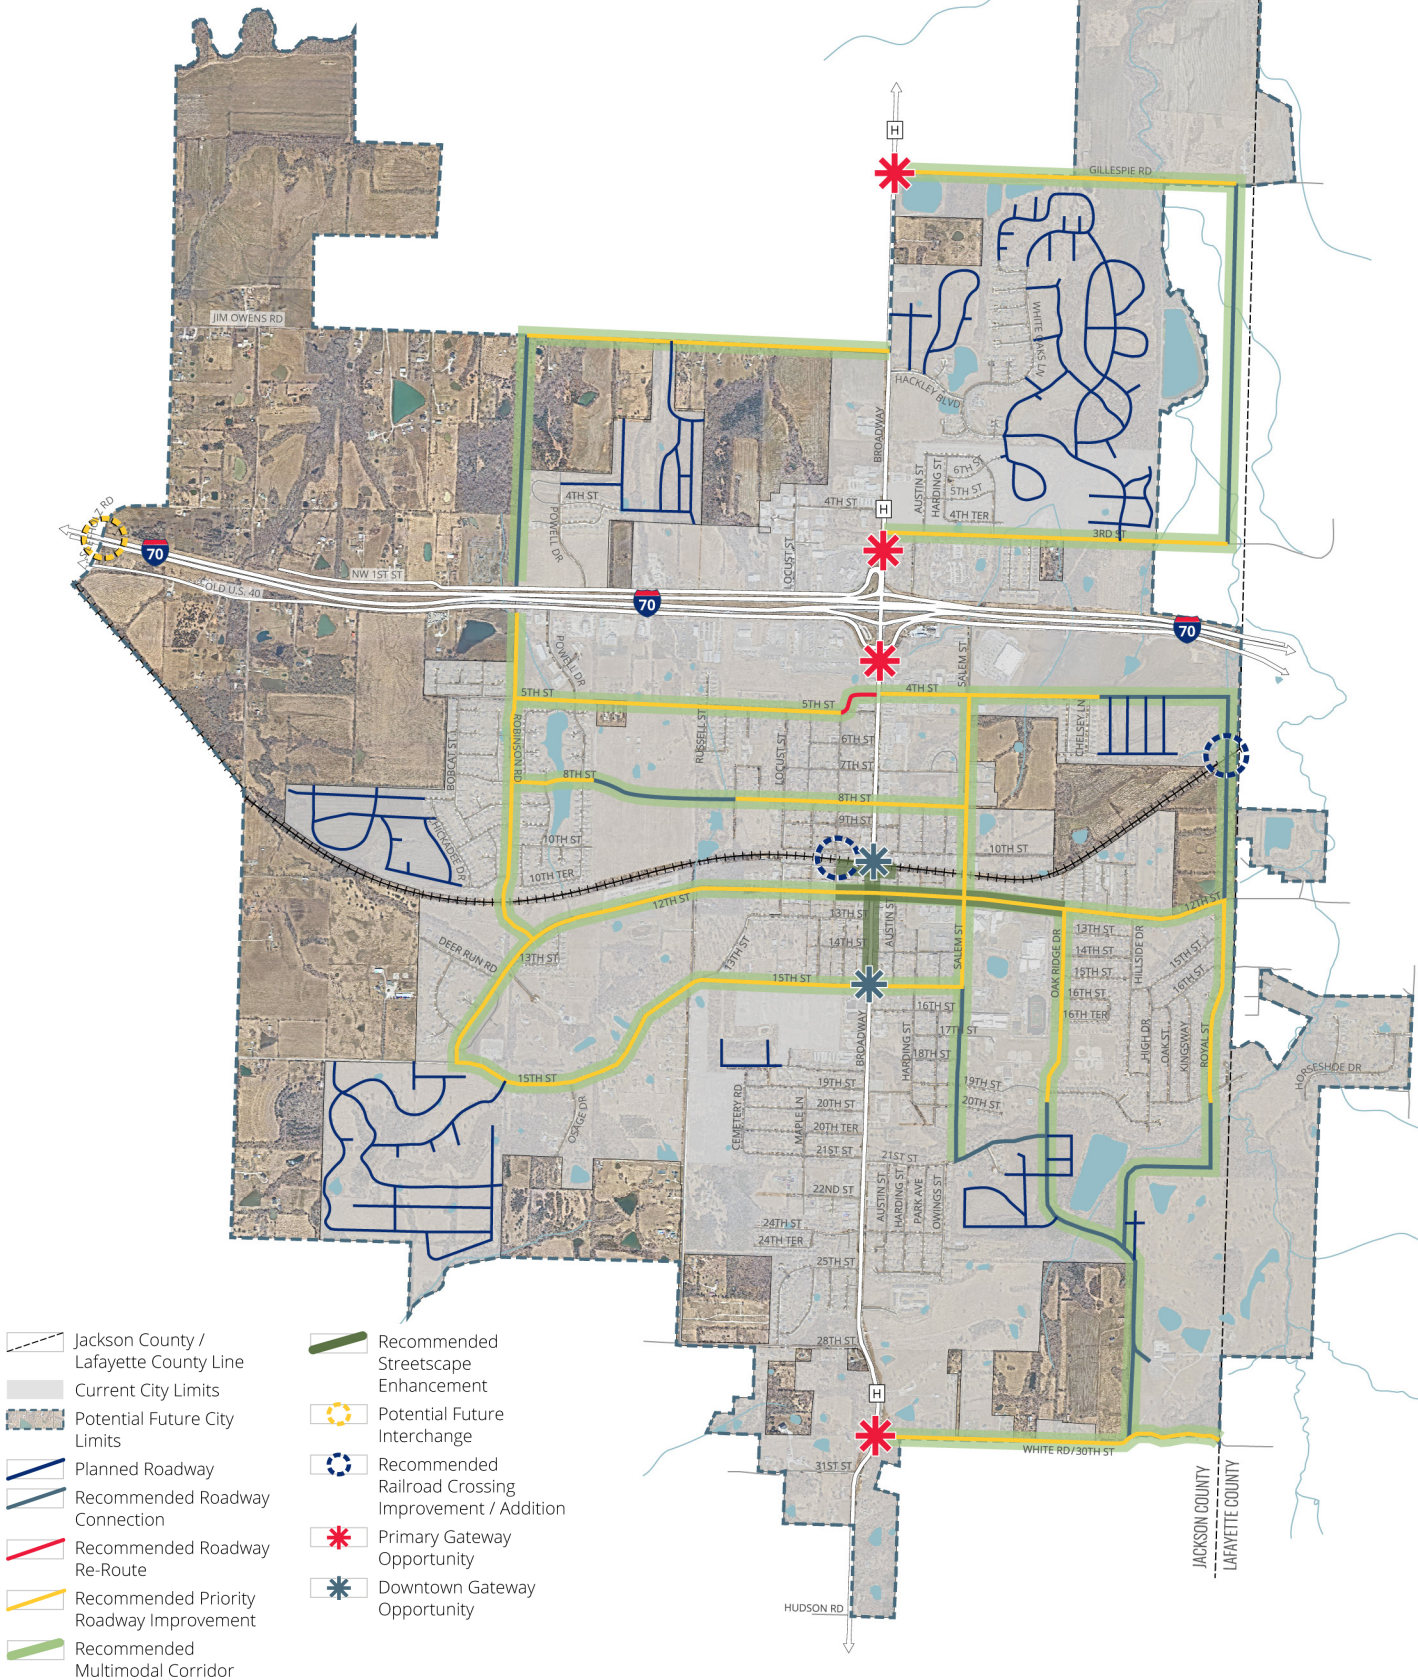 H
GILLESPIE RD
JIM OWENS RD
WHITE OAKS LN
HACKLEY BLVD
BROADWAY
AUSTIN ST
HARDING ST
6TH ST
5TH ST
4TH TER
4TH ST
4TH ST
H
3RD ST
POWELL DR
LOCUST ST
70
NW 1ST ST
OLD U.S. 40
70
70
POWELL DR
SALEM ST
5TH ST
4TH ST
5TH ST
ROBINSON RD
BOBCAT ST
RUSSELL ST
LOCUST ST
CHELSEY LN
6TH ST
7TH ST
8TH ST
8TH ST
9TH ST
CHICKADEE DR
10TH ST
10TH ST
10TH TER
12TH ST
12TH ST
13TH ST
AUSTIN ST
14TH ST
13TH ST
DEER RUN RD
13TH ST
SALEM ST
OAK RIDGE DR
13TH ST
14TH ST
15TH ST
16TH ST
16TH TER
HILLSIDE DR
15TH ST
16TH ST
15TH ST
16TH ST
17TH ST
18TH ST
BROADWAY
HARDING ST
HIGH DR
OAK ST
KINGSWAY
ROYAL ST
HORSESHOE DR
15TH ST
OSAGE DR
CEMETERY RD
MAPLE LN
19TH ST
20TH ST
20TH TER
21ST ST
19TH ST
20TH ST
21ST ST
22ND ST
AUSTIN ST
HARDING ST
PARK AVE
OWINGS ST
24TH ST
24TH TER
25TH ST
28TH ST
H
WHITE RD/30TH ST
31ST ST
HUDSON RD
JACKSON COUNTY
LAFAYETTE COUNTY
Jackson County /
Lafayette County Line
Current City Limits
Potential Future City
Limits
Planned Roadway
Recommended Roadway
Connection
Recommended Roadway
Re-Route
Recommended Priority
Roadway Improvement
Recommended
Multimodal Corridor
Recommended
Streetscape
Enhancement
Potential Future
Interchange
Recommended
Railroad Crossing
Improvement / Addition
Primary Gateway
Opportunity
Downtown Gateway
Opportunity